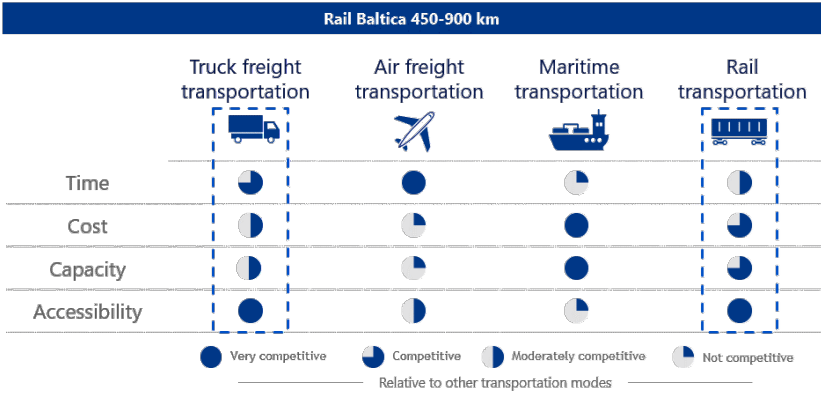 Rail Baltica 450-900 km
Truck freight transportation
Air freight transportation
Maritime transportation
Rail transportation
Time
Cost
Capacity
Accessibility
Very competitive
Competitive
Moderately competitive
Not competitive
Relative to other transportation modes